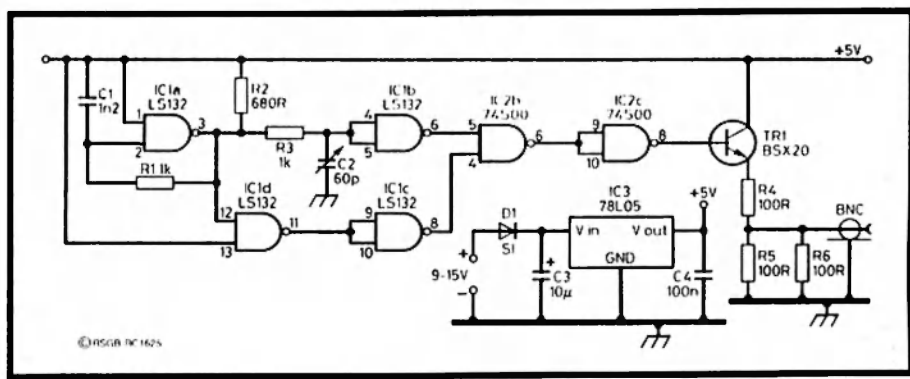 +5V
C1
1n2
IC1a
LS132
1
2
3
R2
680R
R1 1k
R3
1k
C2
60p
IC1b
LS132
4
5
6
IC1d
LS132
12
13
11
IC1c
LS132
9
10
8
IC2b
74S00
5
4
6
IC2c
74S00
9
10
8
TR1
BSX20
R4
100R
BNC
R5
100R
R6
100R
+
9-15V
-
D1
S1
+
C3
10μ
IC3
78L05
V in
V out
GND
+5V
C4
100n
©RSGB RC1625